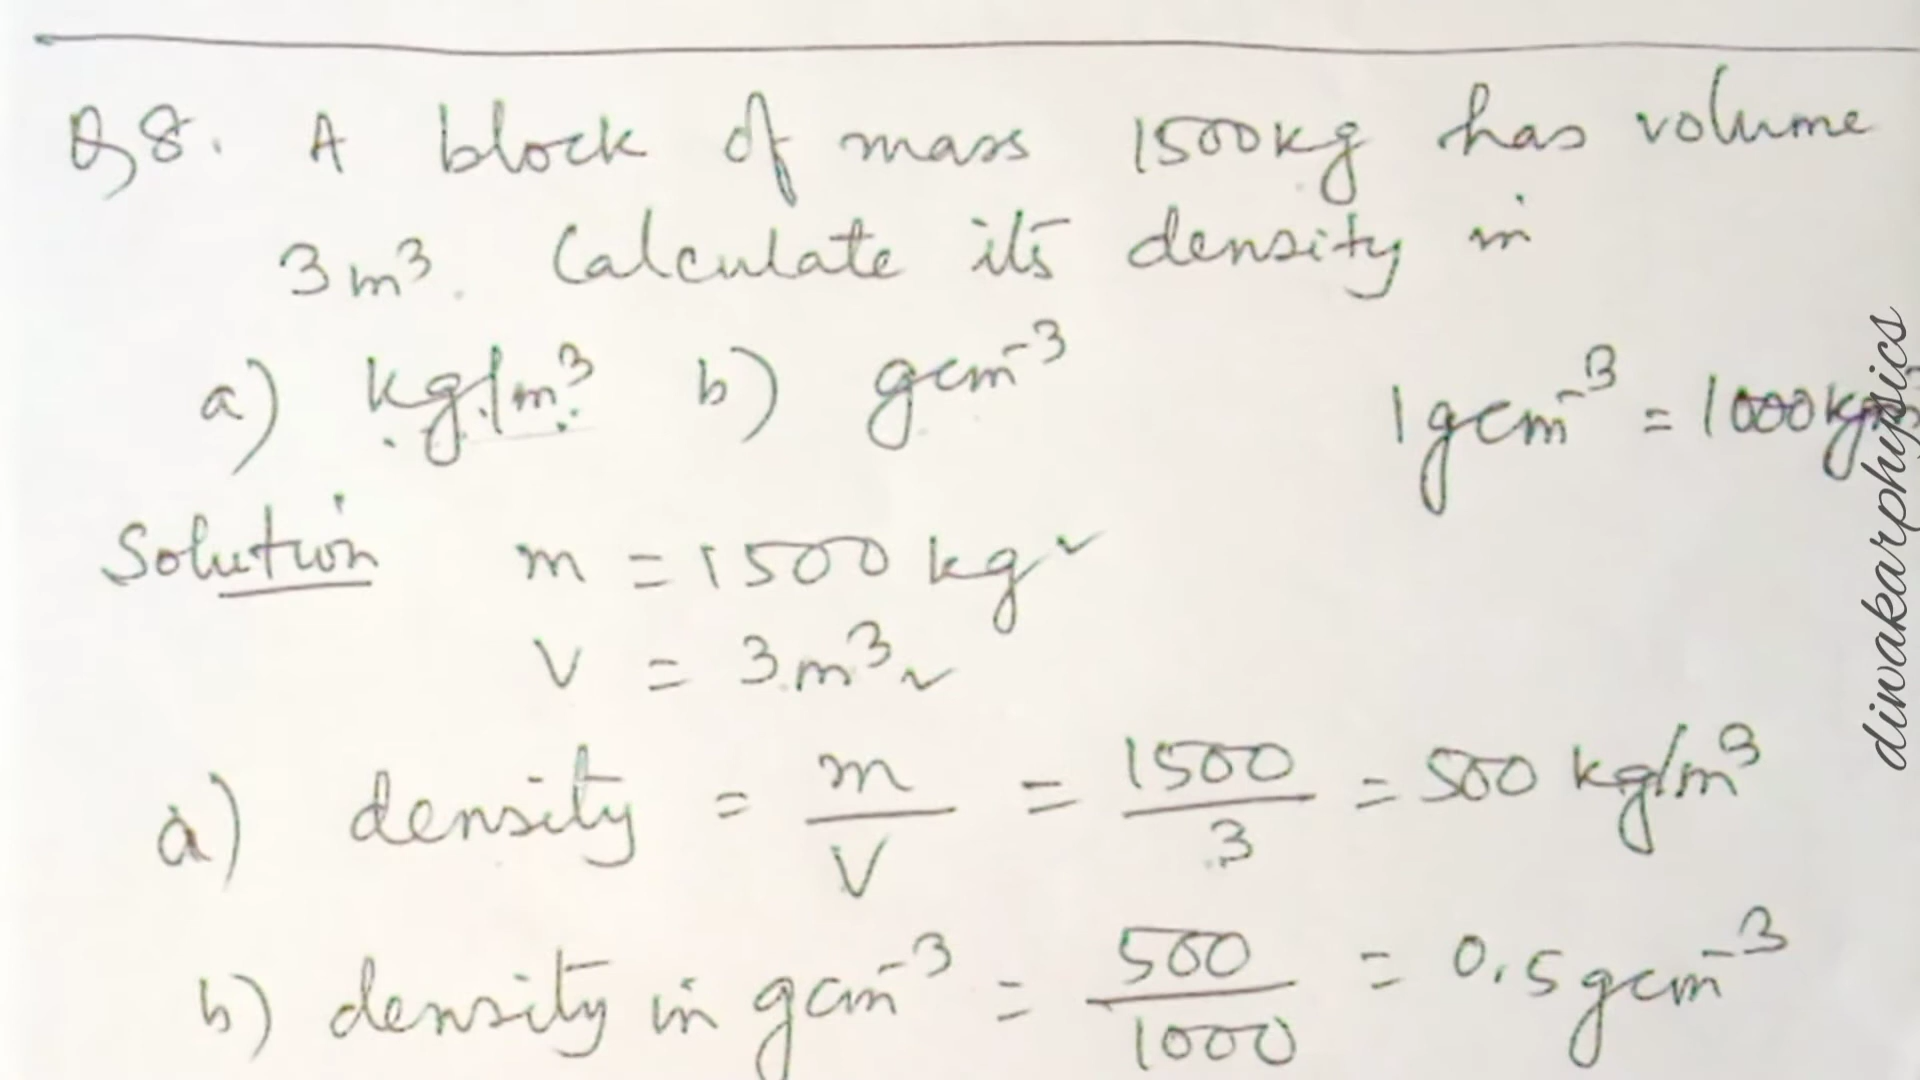 Q8. A block of mass 1500kg has volume
3m³. Calculate its density in
a) kg/m³ b) gcm⁻³ 1gcm⁻³ = 1000kg
Solution m = 1500 kg
V = 3m³
a) density = m/V = 1500/3 = 500 kg/m³
b) density in gcm⁻³ = 500/1000 = 0.5gcm⁻³
diwakarphysics